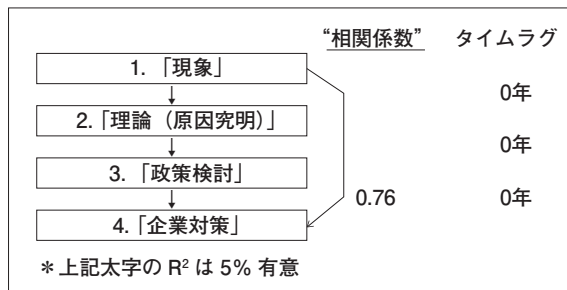 “相関係数” タイムラグ
1. 「現象」
0年
2.「理論（原因究明）」
0年
3. 「政策検討」
0.76 0年
4.「企業対策」
＊上記太字の R² は 5% 有意